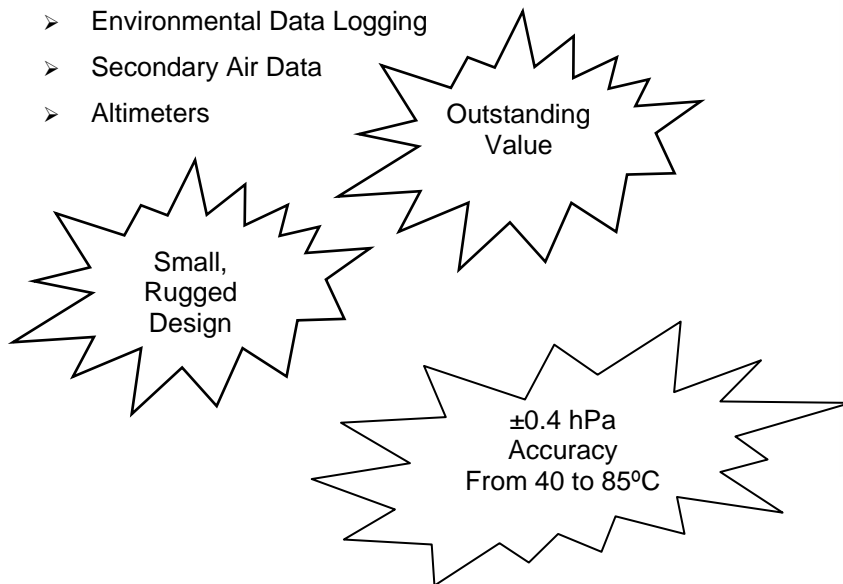 ➢ Environmental Data Logging
➢ Secondary Air Data
➢ Altimeters
Outstanding
Value
Small,
Rugged
Design
±0.4 hPa
Accuracy
From 40 to 85ºC